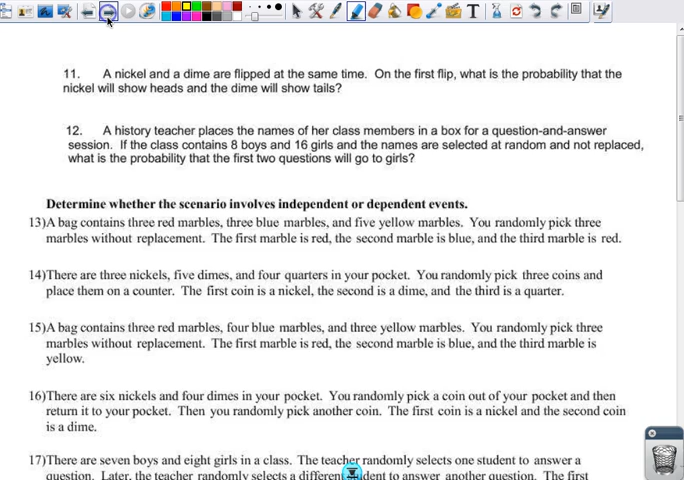 11. A nickel and a dime are flipped at the same time. On the first flip, what is the probability that the
nickel will show heads and the dime will show tails?
12. A history teacher places the names of her class members in a box for a question-and-answer
session. If the class contains 8 boys and 16 girls and the names are selected at random and not replaced,
what is the probability that the first two questions will go to girls?
Determine whether the scenario involves independent or dependent events.
13)A bag contains three red marbles, three blue marbles, and five yellow marbles. You randomly pick three
marbles without replacement. The first marble is red, the second marble is blue, and the third marble is red.
14)There are three nickels, five dimes, and four quarters in your pocket. You randomly pick three coins and
place them on a counter. The first coin is a nickel, the second is a dime, and the third is a quarter.
15)A bag contains three red marbles, four blue marbles, and three yellow marbles. You randomly pick three
marbles without replacement. The first marble is red, the second marble is blue, and the third marble is
yellow.
16)There are six nickels and four dimes in your pocket. You randomly pick a coin out of your pocket and then
return it to your pocket. Then you randomly pick another coin. The first coin is a nickel and the second coin
is a dime.
17)There are seven boys and eight girls in a class. The teacher randomly selects one student to answer a
question. Later, the teacher randomly selects a different to answer another question. The first